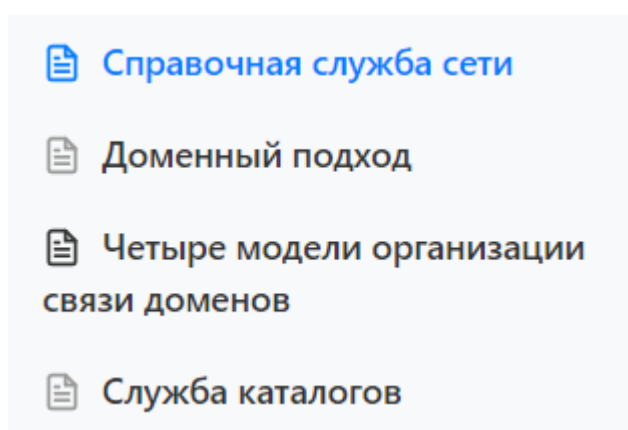 Справочная служба сети
Доменный подход
Четыре модели организации
связи доменов
Служба каталогов